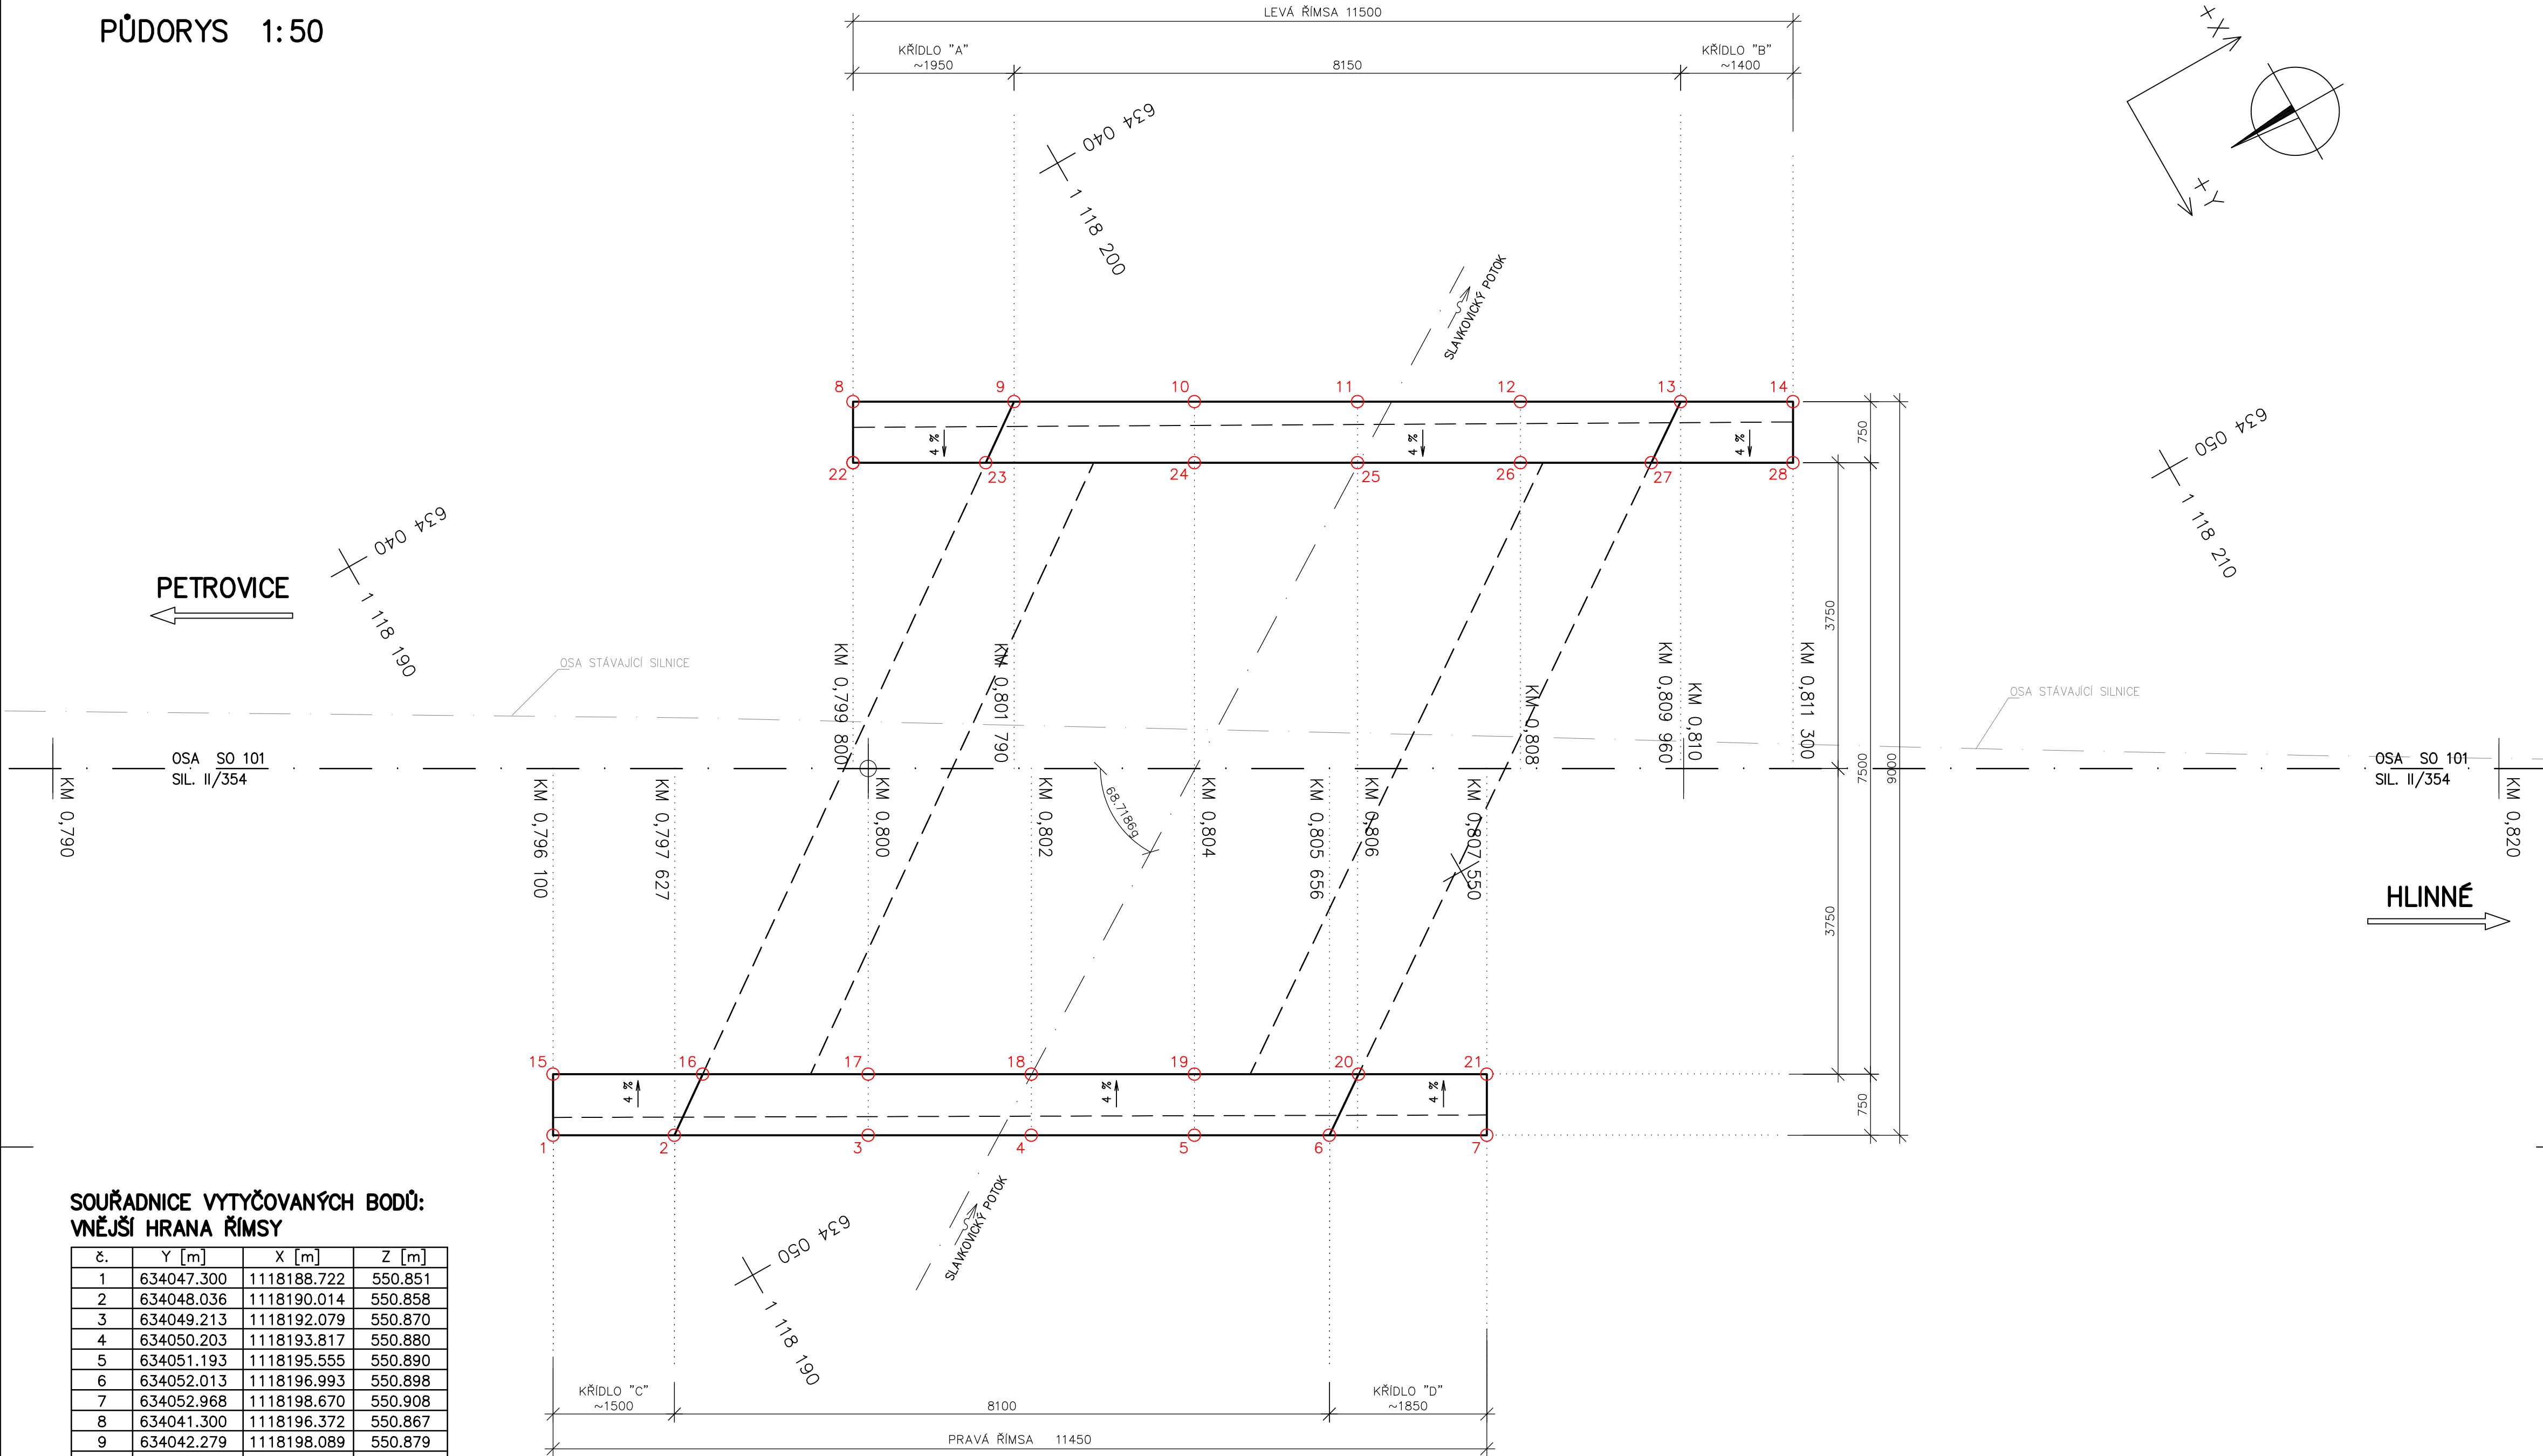 PŮDORYS 1:50
LEVÁ ŘÍMSA 11500
KŘÍDLO "A"
~1950
8150
KŘÍDLO "B"
~1400
+X
+Y
634 040
1 118 200
SLAVKOVICKÝ POTOK
8
9
10
11
12
13
14
4 %
4 %
4 %
22
23
24
25
26
27
28
750
3750
7500
9000
3750
750
634 050
1 118 210
634 040
1 118 190
PETROVICE
OSA STÁVAJÍCÍ SILNICE
OSA STÁVAJÍCÍ SILNICE
KM 0,799 800
KM 0,801 790
KM 0,808
KM 0,809 960
KM 0,810
KM 0,811 300
OSA SO 101
SIL. II/354
OSA SO 101
SIL. II/354
KM 0,790
KM 0,796 100
KM 0,797 627
KM 0,800
KM 0,802
68.7186g
KM 0,804
KM 0,805 656
KM 0,806
KM 0,807 550
KM 0,820
HLINNÉ
15
16
17
18
19
20
21
4 %
4 %
4 %
1
2
3
4
5
6
7
SLAVKOVICKÝ POTOK
634 050
1 118 190
KŘÍDLO "C"
~1500
8100
KŘÍDLO "D"
~1850
PRAVÁ ŘÍMSA 11450
SOUŘADNICE VYTYČOVANÝCH BODŮ:
VNĚJŠÍ HRANA ŘÍMSY
č. Y [m] X [m] Z [m]
1 634047.300 1118188.722 550.851
2 634048.036 1118190.014 550.858
3 634049.213 1118192.079 550.870
4 634050.203 1118193.817 550.880
5 634051.193 1118195.555 550.890
6 634052.013 1118196.993 550.898
7 634052.968 1118198.670 550.908
8 634041.300 1118196.372 550.867
9 634042.279 1118198.089 550.879